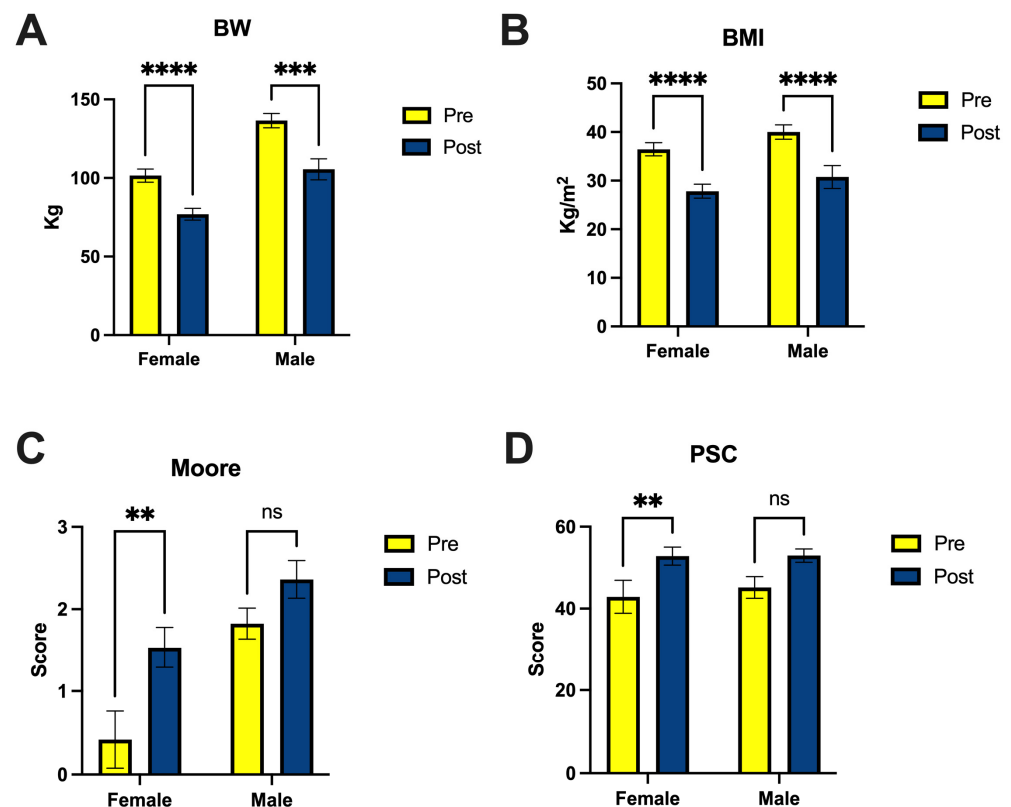 A
BW
**** ***
150
100
50
0
Kg
Female Male
Pre
Post
B
BMI
**** ****
50
40
30
20
10
0
Kg/m²
Female Male
Pre
Post
C
Moore
** ns
3
2
1
0
Score
Female Male
Pre
Post
D
PSC
** ns
60
40
20
0
Score
Female Male
Pre
Post